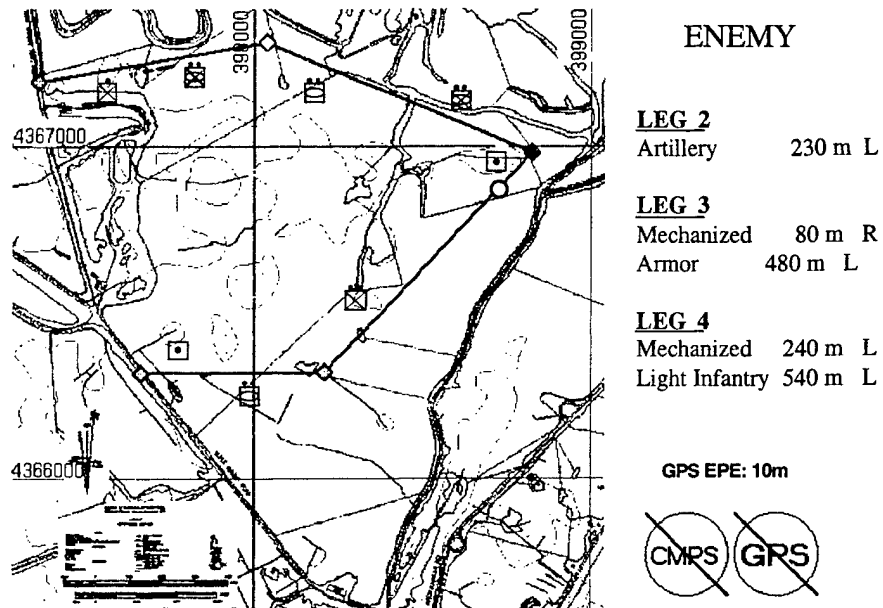 398000
399000
4367000
4366000
ENEMY
LEG 2
Artillery 230 m L
LEG 3
Mechanized 80 m R
Armor 480 m L
LEG 4
Mechanized 240 m L
Light Infantry 540 m L
GPS EPE: 10m
CMPS GPS